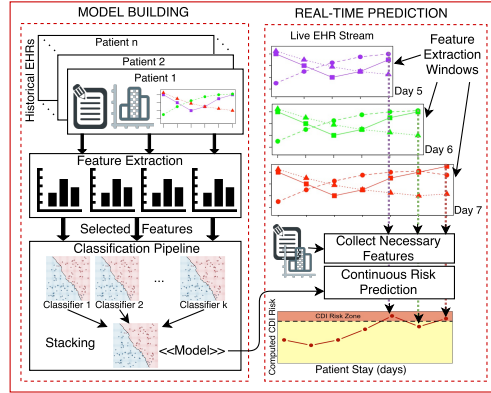 MODEL BUILDING
Historical EHRs
Patient n
Patient 2
Patient 1
Feature Extraction
Selected Features
Classification Pipeline
...
Classifier 1 Classifier 2 Classifier k
Stacking
<<Model>>
REAL-TIME PREDICTION
Live EHR Stream
Feature
Extraction
Windows
Day 5
Day 6
Day 7
Collect Necessary
Features
Continuous Risk
Prediction
Computed CDI Risk
CDI Risk Zone
Patient Stay (days)